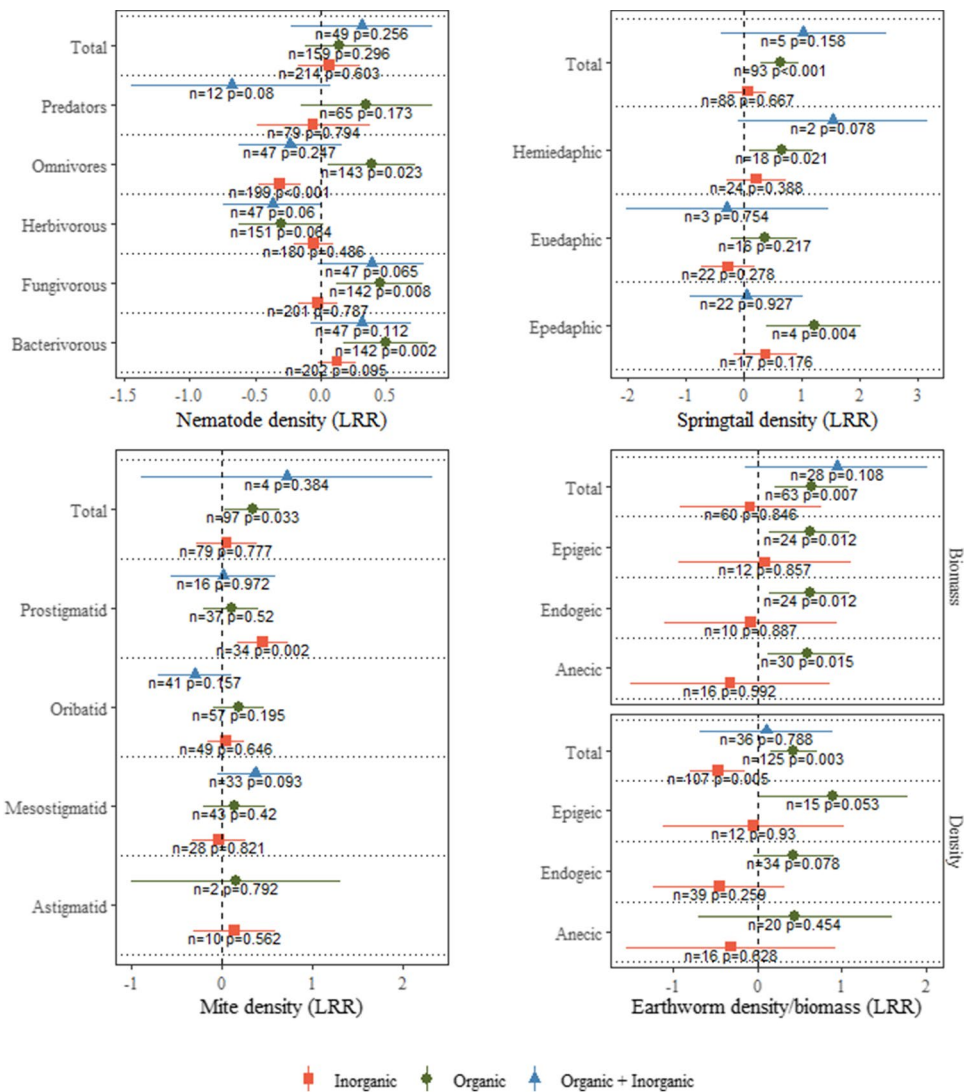 Total
n=49 p=0.256
n=159 p=0.296
n=214 p=0.603
Predators
n=12 p=0.08
n=65 p=0.173
n=79 p=0.794
Omnivores
n=47 p=0.247
n=143 p=0.023
n=199 p<0.001
Herbivorous
n=47 p=0.06
n=151 p=0.064
n=180 p=0.486
Fungivorous
n=47 p=0.065
n=142 p=0.008
n=201 p=0.787
Bacterivorous
n=47 p=0.112
n=142 p=0.002
n=202 p=0.095
-1.5 -1.0 -0.5 0.0 0.5
Nematode density (LRR)
Total
n=5 p=0.158
n=93 p<0.001
n=88 p=0.667
Hemiedaphic
n=2 p=0.078
n=18 p=0.021
n=24 p=0.388
Euedaphic
n=3 p=0.754
n=16 p=0.217
n=22 p=0.278
Epedaphic
n=22 p=0.927
n=4 p=0.004
n=17 p=0.176
-2 -1 0 1 2 3
Springtail density (LRR)
Total
n=4 p=0.384
n=97 p=0.033
n=79 p=0.777
Prostigmatid
n=16 p=0.972
n=37 p=0.52
n=34 p=0.002
Oribatid
n=41 p=0.157
n=57 p=0.195
n=49 p=0.646
Mesostigmatid
n=33 p=0.093
n=43 p=0.42
n=28 p=0.821
Astigmatid
n=2 p=0.792
n=10 p=0.562
-1 0 1 2
Mite density (LRR)
Total
n=28 p=0.108
n=63 p=0.007
n=60 p=0.846
Epigeic
n=24 p=0.012
n=12 p=0.857
Endogeic
n=24 p=0.012
n=10 p=0.887
Anecic
n=30 p=0.015
n=16 p=0.992
Biomass
Total
n=36 p=0.788
n=125 p=0.003
n=107 p=0.005
Epigeic
n=15 p=0.053
n=12 p=0.93
Endogeic
n=34 p=0.078
n=39 p=0.259
Anecic
n=20 p=0.454
n=16 p=0.628
Density
-1 0 1 2
Earthworm density/biomass (LRR)
Inorganic Organic Organic + Inorganic